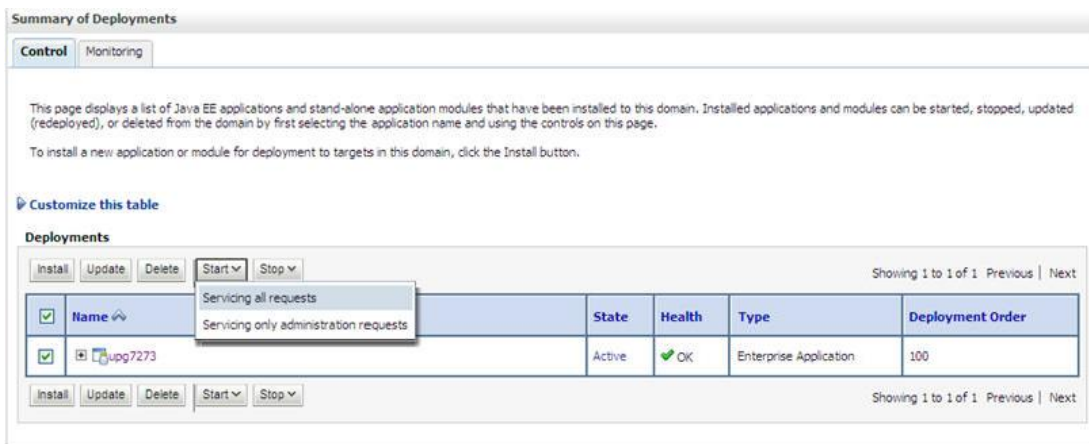 Summary of Deployments
Control Monitoring
This page displays a list of Java EE applications and stand-alone application modules that have been installed to this domain. Installed applications and modules can be started, stopped, updated
(redeployed), or deleted from the domain by first selecting the application name and using the controls on this page.
To install a new application or module for deployment to targets in this domain, click the Install button.
Customize this table
Deployments
Install Update Delete Start Stop Showing 1 to 1 of 1 Previous | Next
Servicing all requests
Servicing only administration requests
Name State Health Type Deployment Order
upg7273 Active OK Enterprise Application 100
Install Update Delete Start Stop Showing 1 to 1 of 1 Previous | Next